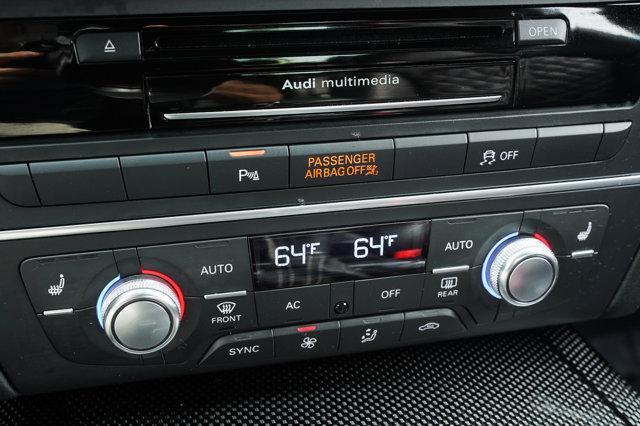 OPEN
Audi multimedia
P
PASSENGER
AIRBAG OFF
OFF
64°F
64°F
AUTO
AUTO
FRONT
AC
OFF
REAR
SYNC